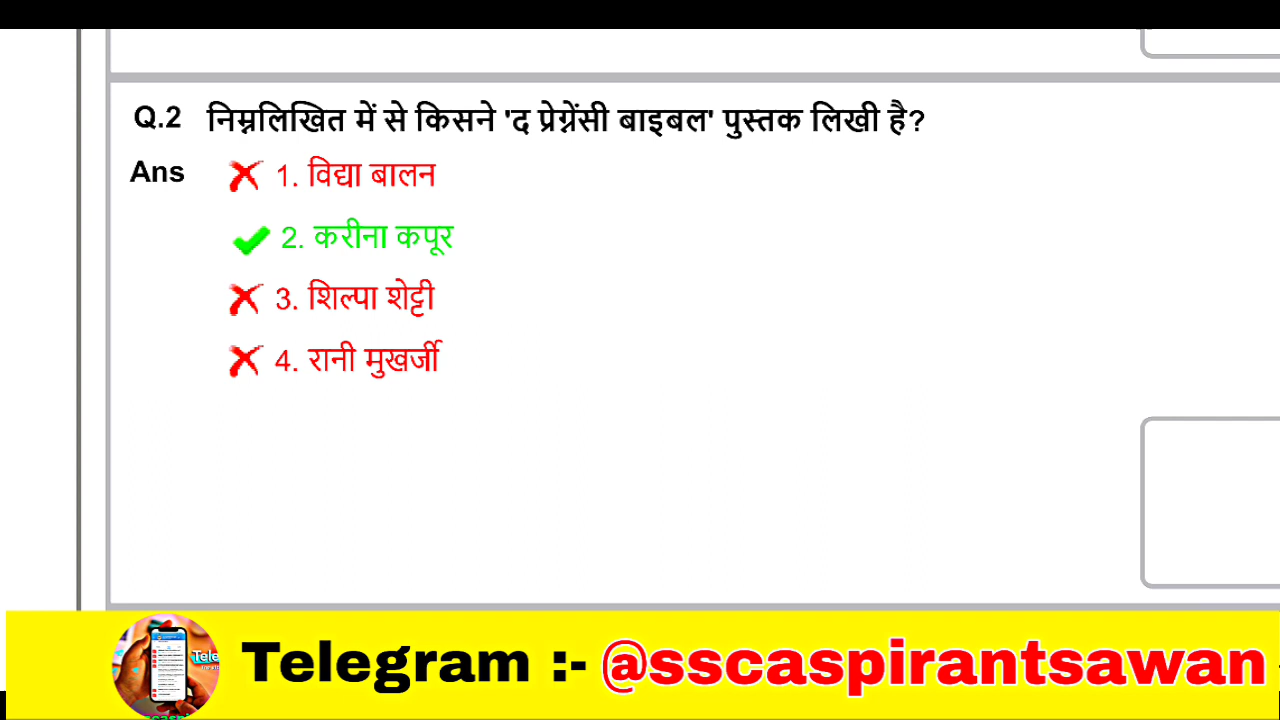 Q.2 निम्नलिखित में से किसने 'द प्रेग्नेंसी बाइबल' पुस्तक लिखी है?
Ans 1. विद्या बालन
2. करीना कपूर
3. शिल्पा शेट्टी
4. रानी मुखर्जी
Telegram :- @sscaspirantsawan